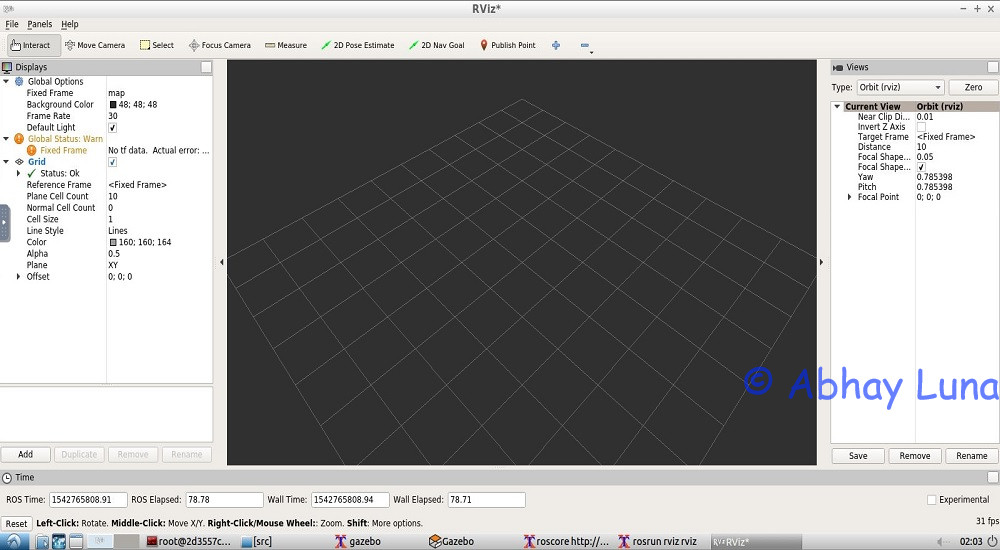 RViz*
File Panels Help
Interact Move Camera Select Focus Camera Measure 2D Pose Estimate 2D Nav Goal Publish Point
Displays
Global Options
Fixed Frame map
Background Color 48; 48; 48
Frame Rate 30
Default Light
Global Status: Warn
Fixed Frame No tf data. Actual error: ...
Grid
Status: Ok
Reference Frame <Fixed Frame>
Plane Cell Count 10
Normal Cell Count 0
Cell Size 1
Line Style Lines
Color 160; 160; 164
Alpha 0.5
Plane XY
Offset 0; 0; 0
Add Duplicate Remove Rename
Views
Type: Orbit (rviz) Zero
Current View Orbit (rviz)
Near Clip Di... 0.01
Invert Z Axis
Target Frame <Fixed Frame>
Distance 10
Focal Shape... 0.05
Focal Shape...
Yaw 0.785398
Pitch 0.785398
Focal Point 0; 0; 0
© Abhay Luna
Save Remove Rename
Time
ROS Time: 1542765808.91 ROS Elapsed: 78.78 Wall Time: 1542765808.94 Wall Elapsed: 78.71 Experimental
Reset Left-Click: Rotate. Middle-Click: Move X/Y. Right-Click/Mouse Wheel:: Zoom. Shift: More options. 31 fps
root@2d3557c... [src] gazebo Gazebo roscore http://... rosrun rviz rviz RViz* 02:03